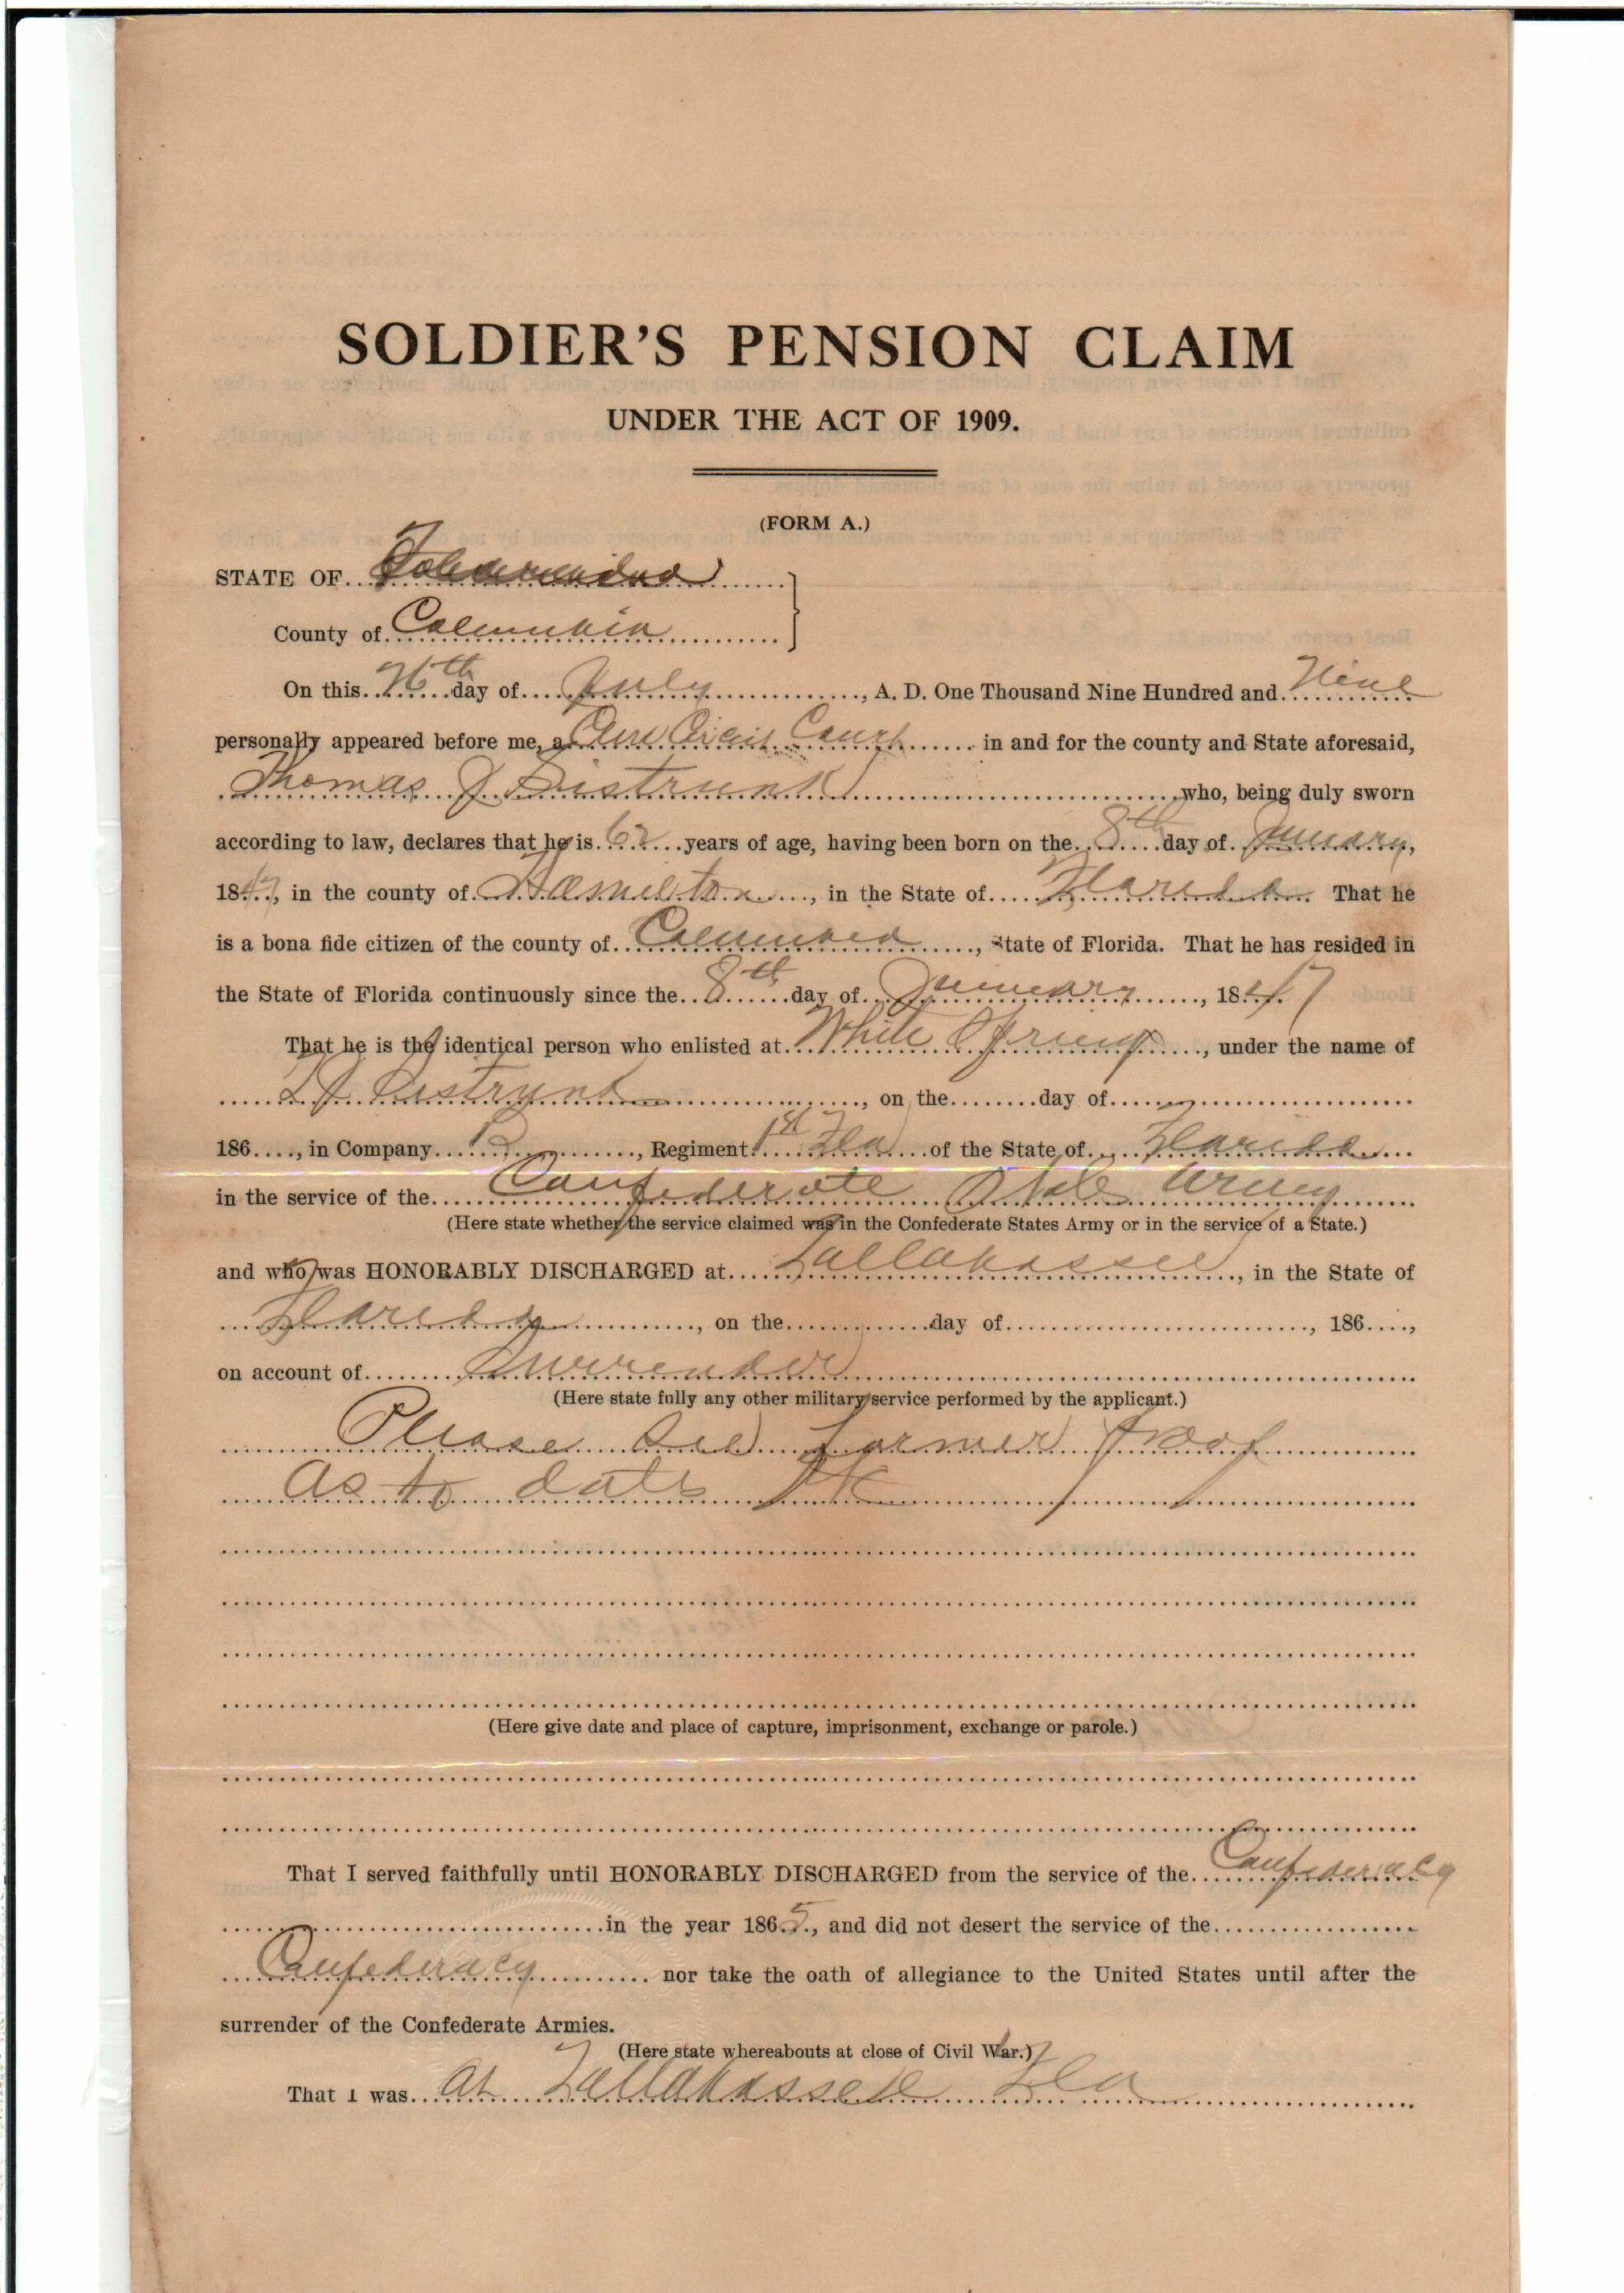 SOLDIER'S PENSION CLAIM
UNDER THE ACT OF 1909.
(FORM A.)
STATE OF
County of Columbia
On this 26th day of July, A. D. One Thousand Nine Hundred and Nine
personally appeared before me, a Clerk Circuit Court in and for the county and State aforesaid,
Thomas J who, being duly sworn
according to law, declares that he is 62 years of age, having been born on the 8th day of January,
1847, in the county of Hamilton, in the State of Florida. That he
is a bona fide citizen of the county of Columbia, State of Florida. That he has resided in
the State of Florida continuously since the 8th day of January, 1847
That he is the identical person who enlisted at White Springs, under the name of
, on the day of
186, in Company, Regiment 1st Fla of the State of Florida
in the service of the Confederate State Army
(Here state whether the service claimed was in the Confederate States Army or in the service of a State.)
and who was HONORABLY DISCHARGED at Tallahassee, in the State of
Florida, on the day of, 186,
on account of Surrender
(Here state fully any other military service performed by the applicant.)
Please see former proof
as to date
(Here give date and place of capture, imprisonment, exchange or parole.)
That I served faithfully until HONORABLY DISCHARGED from the service of the Confederacy
in the year 1865, and did not desert the service of the
Confederacy nor take the oath of allegiance to the United States until after the
surrender of the Confederate Armies.
(Here state whereabouts at close of Civil War.)
That I was at Tallahassee Fla